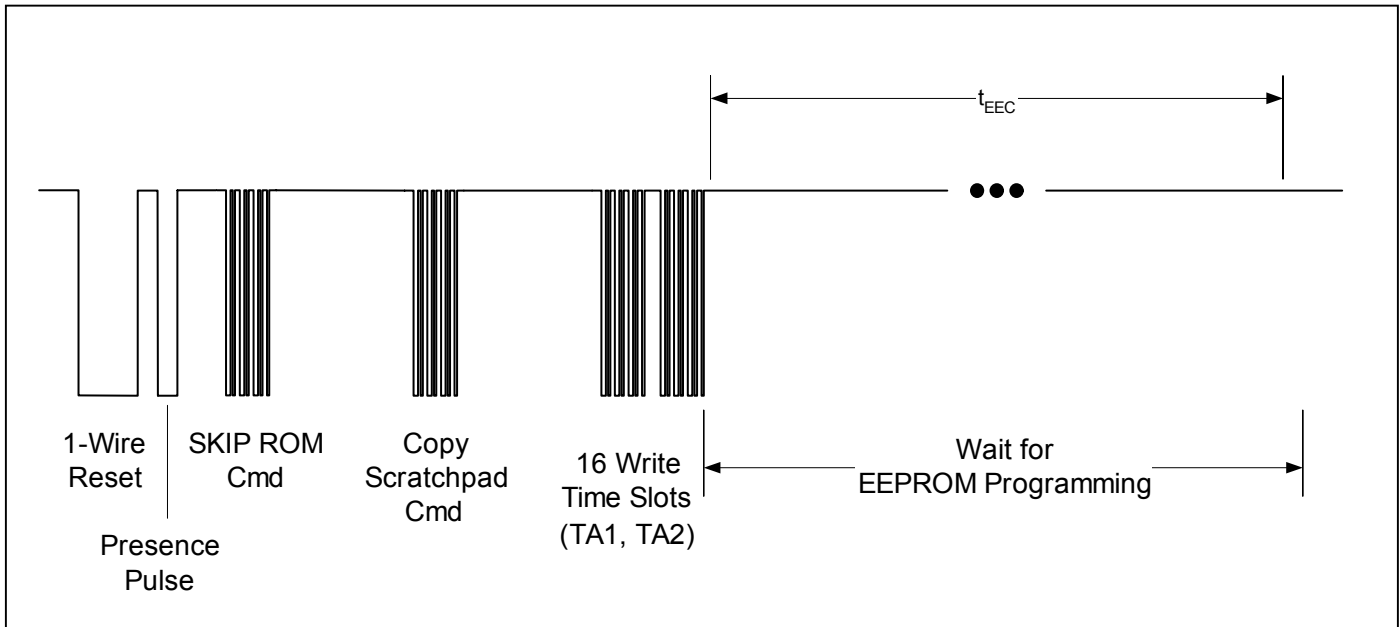 tEEC
1-Wire
Reset
SKIP ROM
Cmd
Copy
Scratchpad
Cmd
16 Write
Time Slots
(TA1, TA2)
Wait for
EEPROM Programming
Presence
Pulse